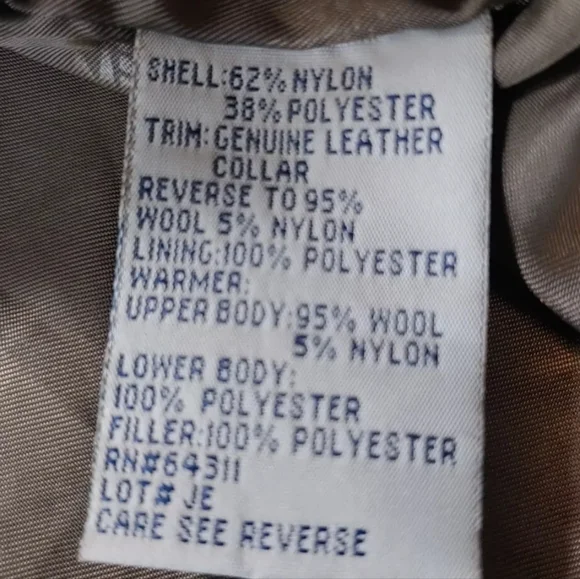 SHELL:62% NYLON
38% POLYESTER
TRIM: GENUINE LEATHER
COLLAR
REVERSE TO 95%
WOOL 5% NYLON
LINING:100% POLYESTER
WARMER:
UPPER BODY:95% WOOL
5% NYLON
LOWER BODY:
100% POLYESTER
FILLER:100% POLYESTER
RN#64311
LOT# JE
CARE SEE REVERSE